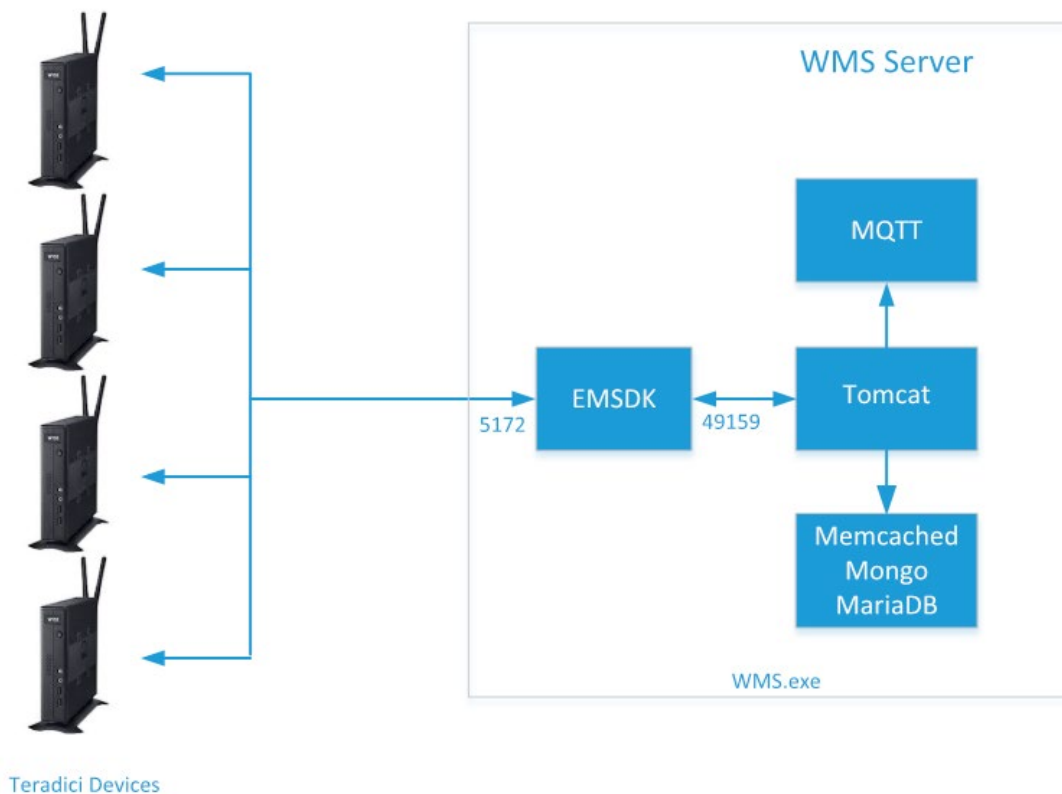 WMS Server
MQTT
EMSDK
Tomcat
5172
49159
Memcached
Mongo
MariaDB
WMS.exe
Teradici Devices